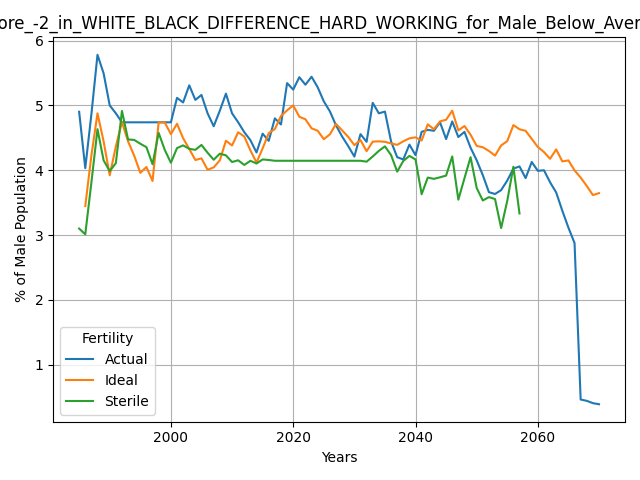 ore_-2_in_WHITE_BLACK_DIFFERENCE_HARD_WORKING_for_Male_Below_Aver
6
5
4
3
2
1
% of Male Population
Fertility
Actual
Ideal
Sterile
2000 2020 2040 2060
Years